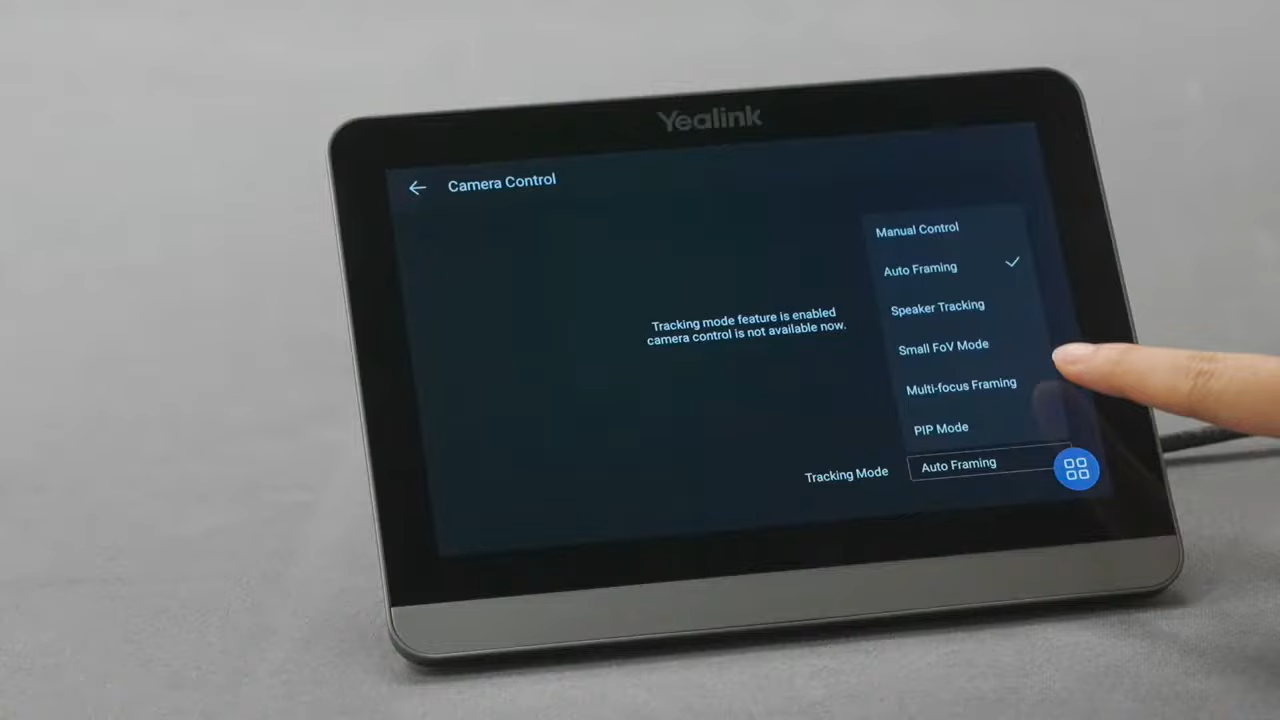 Yealink
Camera Control
Manual Control
Auto Framing
Speaker Tracking
Small FoV Mode
Multi-focus Framing
PIP Mode
Tracking mode feature is enabled
camera control is not available now.
Tracking Mode
Auto Framing